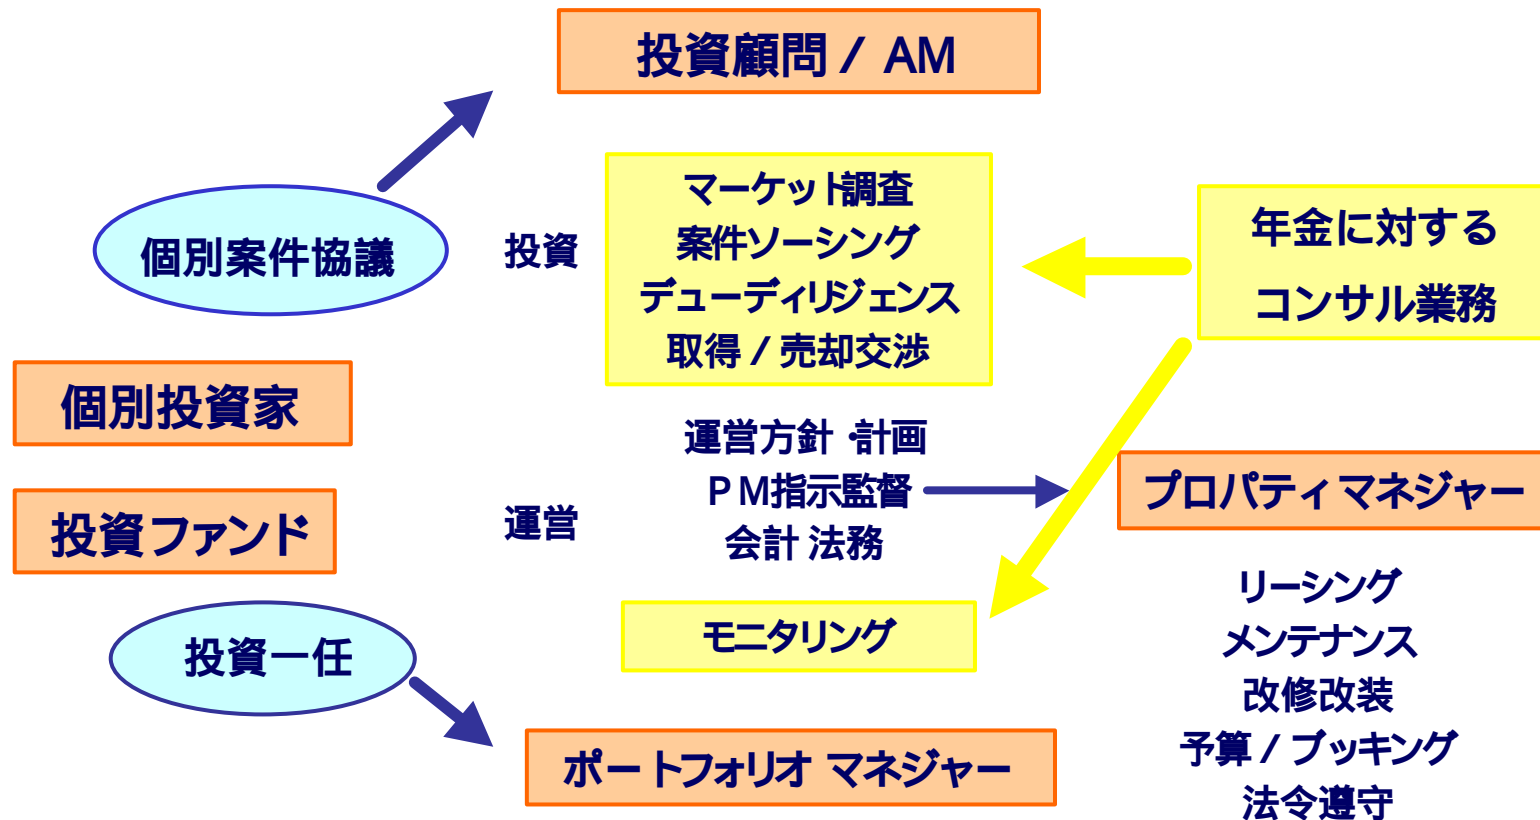 投資顧問 / AM
個別案件協議
投資
マーケット調査
案件ソーシング
デューディリジェンス
取得 / 売却交渉
年金に対する
コンサル業務
個別投資家
投資ファンド
運営
運営方針・計画
PM指示監督
会計 法務
プロパティマネジャー
リーシング
メンテナンス
改修改装
予算 / ブッキング
法令遵守
モニタリング
投資一任
ポートフォリオ マネジャー